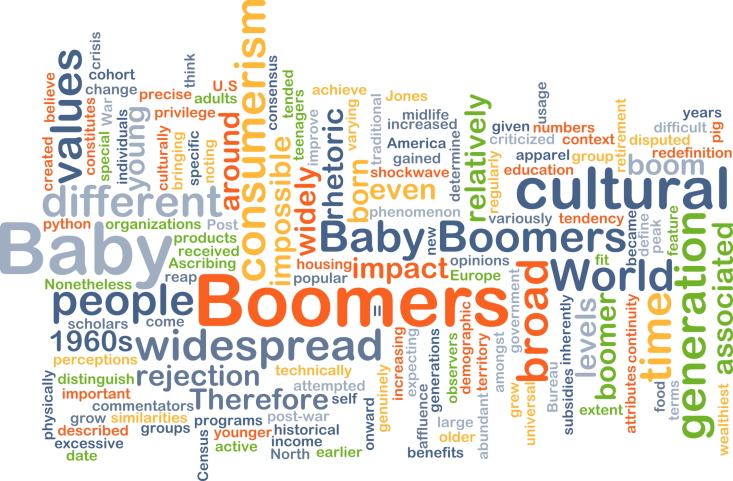 crisis
cohort
think
consumerism
consensus
tended
teenagers
achieve
Jones
usage
believe
values
change
U.S
adults
precise
privilege
created
constitutes
special
War
individuals
young
culturally
bringing
specific
noting
around
impossible
improve
widely
rhetoric
varying
born
traditional
midlife
increased
America
gained
shockwave
determine
even
phenomenon
regularly
relatively
given
numbers
criticized
context
apparel
group
education
cultural
retirement
disputed
difficult
years
pig
redefinition
boom
different
python
organizations
Post
products
received
Ascribing
reap
Baby
Nonetheless
housing
popular
impact
Baby Boomers
new
opinions
Europe
variously
tendency
fit
became
define
peak
feature
World
generation
associated
people
scholars
come
Boomers
=
broad
government
1960s
widespread
perceptions
distinguish
rejection
technically
attempted
important
commentators
Therefore
self
physically
grow
similarities
described
groups
programs
post-war
excessive
date
Census
younger
active
historical
income
North
earlier
onward
genuinely
increasing
expecting
affluence
generations
observers
demographic
territory
amongst
large
older
benefits
abundant
grew
universal
Bureau
subsidies
inherently
levels
boomer
extent
attributes
continuity
time
food
terms
wealthiest